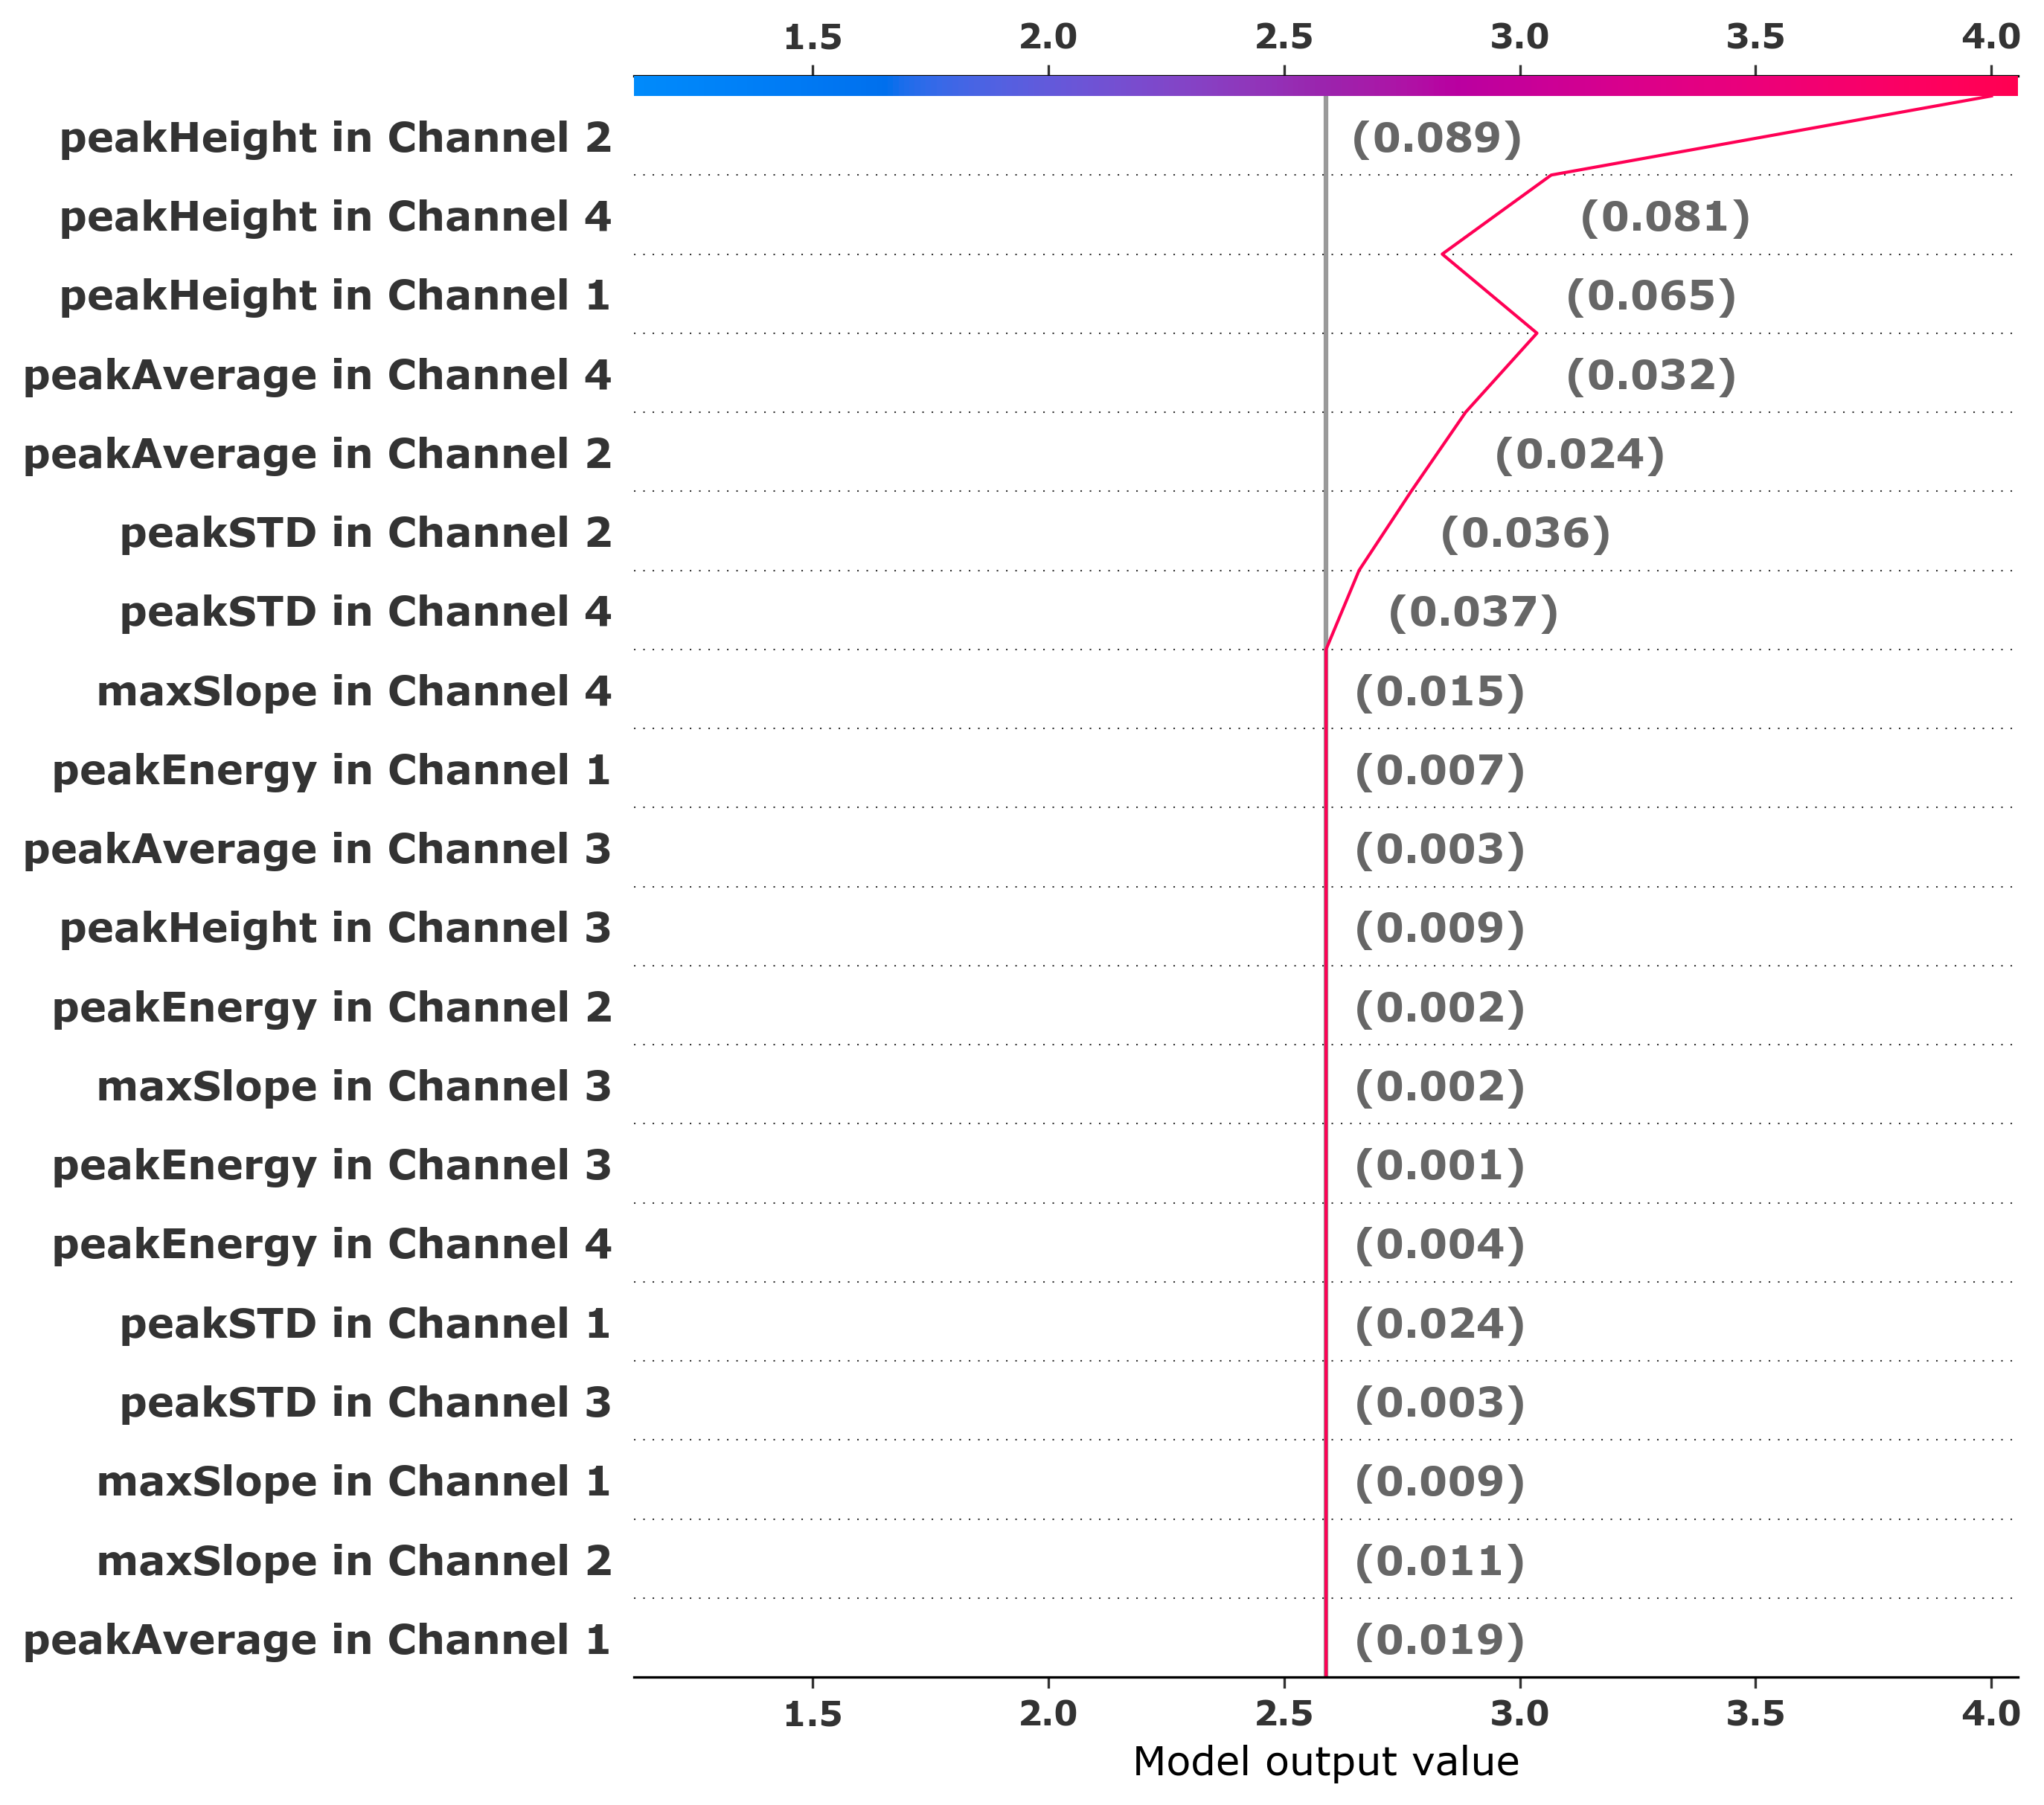 1.5 2.0 2.5 3.0 3.5 4.0
peakHeight in Channel 2 (0.089)
peakHeight in Channel 4 (0.081)
peakHeight in Channel 1 (0.065)
peakAverage in Channel 4 (0.032)
peakAverage in Channel 2 (0.024)
peakSTD in Channel 2 (0.036)
peakSTD in Channel 4 (0.037)
maxSlope in Channel 4 (0.015)
peakEnergy in Channel 1 (0.007)
peakAverage in Channel 3 (0.003)
peakHeight in Channel 3 (0.009)
peakEnergy in Channel 2 (0.002)
maxSlope in Channel 3 (0.002)
peakEnergy in Channel 3 (0.001)
peakEnergy in Channel 4 (0.004)
peakSTD in Channel 1 (0.024)
peakSTD in Channel 3 (0.003)
maxSlope in Channel 1 (0.009)
maxSlope in Channel 2 (0.011)
peakAverage in Channel 1 (0.019)
1.5 2.0 2.5 3.0 3.5 4.0
Model output value